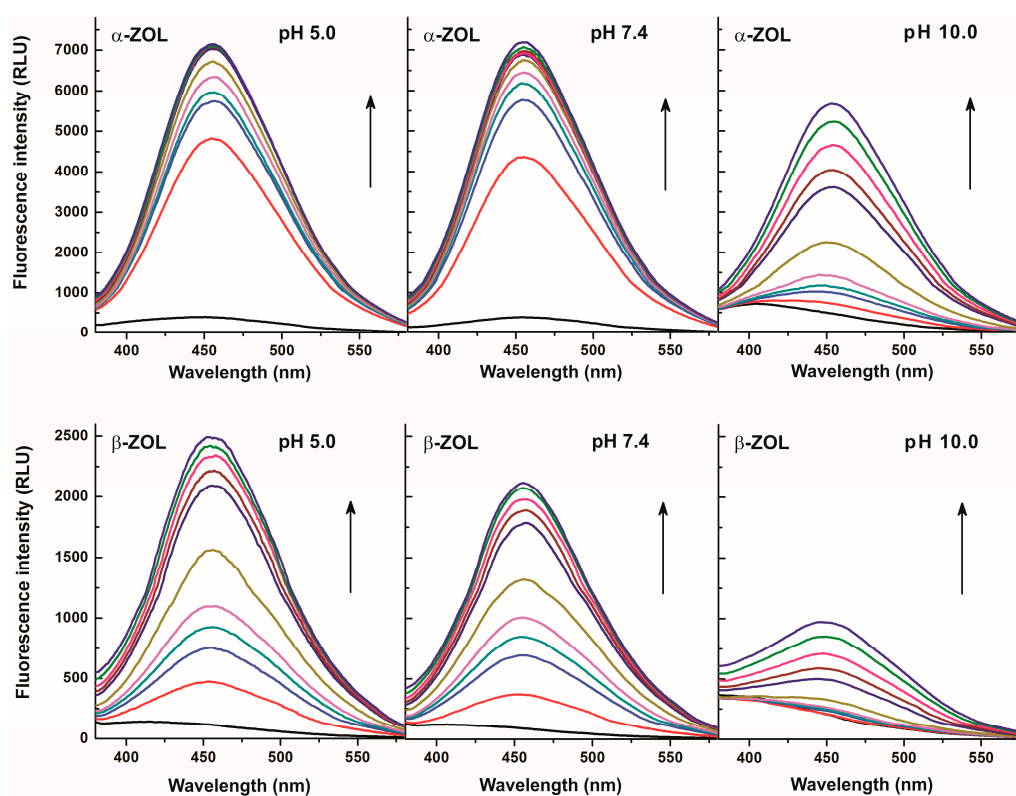 α-ZOL pH 5.0
α-ZOL pH 7.4
α-ZOL pH 10.0
Fluorescence intensity (RLU)
7000
6000
5000
4000
3000
2000
1000
0
400 450 500 550
400 450 500 550
400 450 500 550
Wavelength (nm)
Wavelength (nm)
Wavelength (nm)
β-ZOL pH 5.0
β-ZOL pH 7.4
β-ZOL pH 10.0
Fluorescence intensity (RLU)
2500
2000
1500
1000
500
0
400 450 500 550
400 450 500 550
400 450 500 550
Wavelength (nm)
Wavelength (nm)
Wavelength (nm)